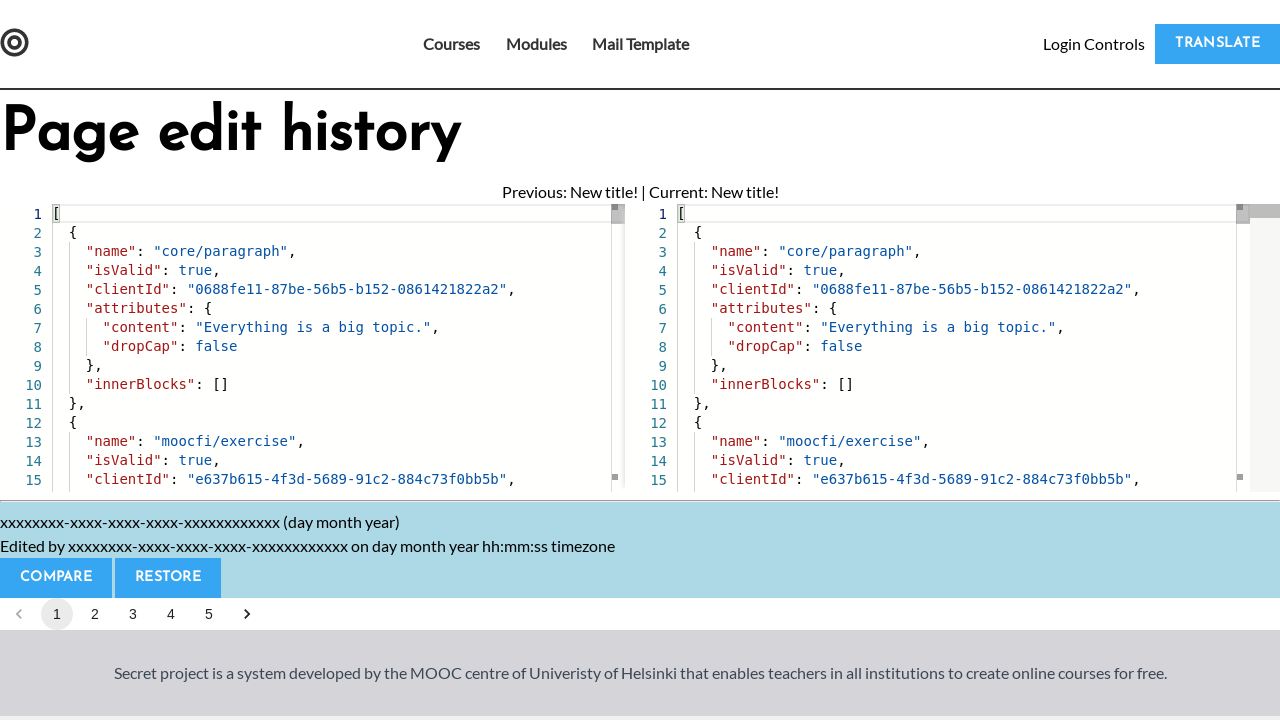 Courses Modules Mail Template Login Controls TRANSLATE
Page edit history
Previous: New title! | Current: New title!
1 [
2 {
3 "name": "core/paragraph",
4 "isValid": true,
5 "clientId": "0688fe11-87be-56b5-b152-0861421822a2",
6 "attributes": {
7 "content": "Everything is a big topic.",
8 "dropCap": false
9 },
10 "innerBlocks": []
11 },
12 {
13 "name": "moocfi/exercise",
14 "isValid": true,
15 "clientId": "e637b615-4f3d-5689-91c2-884c73f0bb5b",
1 [
2 {
3 "name": "core/paragraph",
4 "isValid": true,
5 "clientId": "0688fe11-87be-56b5-b152-0861421822a2",
6 "attributes": {
7 "content": "Everything is a big topic.",
8 "dropCap": false
9 },
10 "innerBlocks": []
11 },
12 {
13 "name": "moocfi/exercise",
14 "isValid": true,
15 "clientId": "e637b615-4f3d-5689-91c2-884c73f0bb5b",
xxxxxxxx-xxxx-xxxx-xxxx-xxxxxxxxxxxx (day month year)
Edited by xxxxxxxx-xxxx-xxxx-xxxx-xxxxxxxxxxxx on day month year hh:mm:ss timezone
COMPARE RESTORE
1 2 3 4 5
Secret project is a system developed by the MOOC centre of Univeristy of Helsinki that enables teachers in all institutions to create online courses for free.